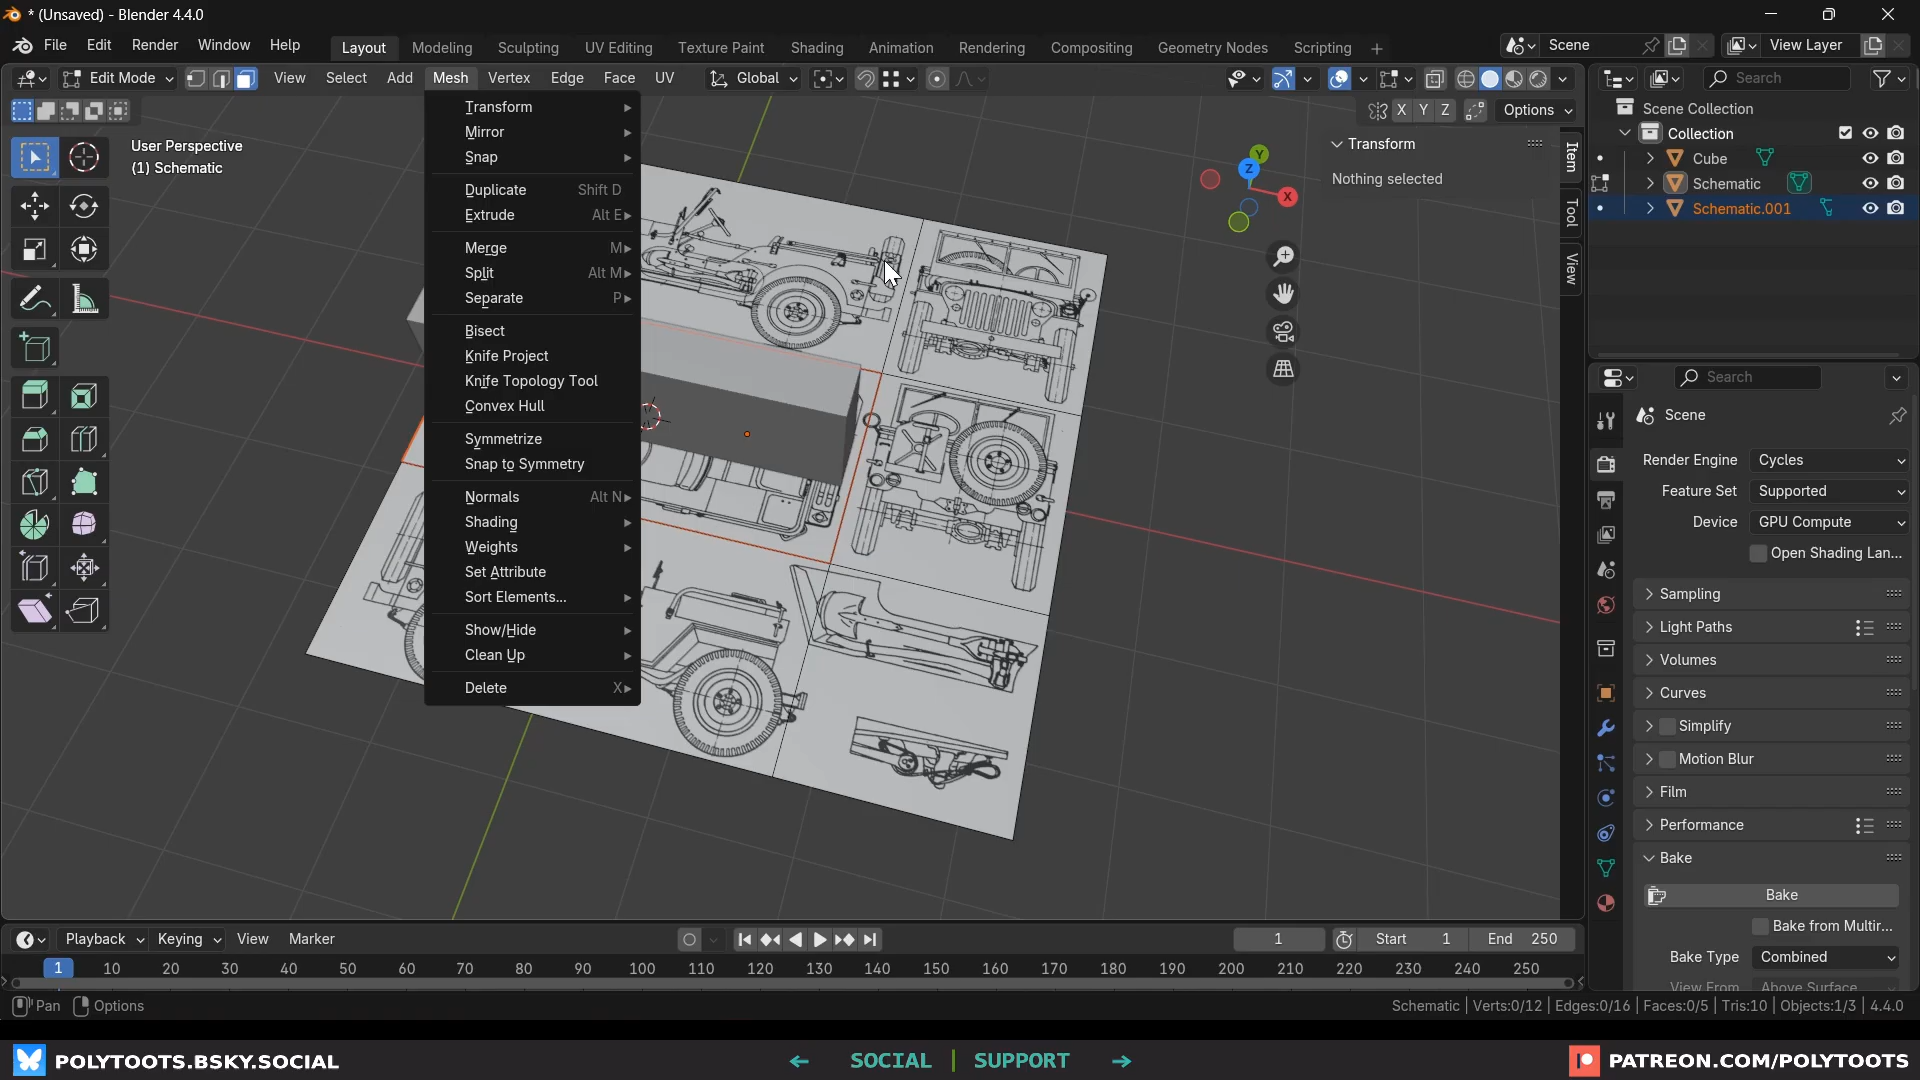 * (Unsaved) - Blender 4.4.0
File Edit Render Window Help Layout Modeling Sculpting UV Editing Texture Paint Shading Animation Rendering Compositing Geometry Nodes Scripting + Scene View Layer
Edit Mode View Select Add Mesh Vertex Edge Face UV Global Search
X Y Z Options
User Perspective
(1) Schematic
Transform
Mirror
Snap
Duplicate Shift D
Extrude Alt E
Merge M
Split Alt M
Separate P
Bisect
Knife Project
Knife Topology Tool
Convex Hull
Symmetrize
Snap to Symmetry
Normals Alt N
Shading
Weights
Set Attribute
Sort Elements...
Show/Hide
Clean Up
Delete X
Y
Z
X
Transform
Nothing selected
Item
Tool
View
Scene Collection
Collection
Cube
Schematic
Schematic.001
Search
Scene
Render Engine Cycles
Feature Set Supported
Device GPU Compute
Open Shading Lan...
Sampling
Light Paths
Volumes
Curves
Simplify
Motion Blur
Film
Performance
Bake
Bake
Bake from Multir...
Bake Type Combined
View From Above Surface
Playback Keying View Marker 1 Start 1 End 250
1 10 20 30 40 50 60 70 80 90 100 110 120 130 140 150 160 170 180 190 200 210 220 230 240 250
Pan Options Schematic | Verts:0/12 | Edges:0/16 | Faces:0/5 | Tris:10 | Objects:1/3 | 4.4.0
POLYTOOTS.BSKY.SOCIAL ← SOCIAL | SUPPORT → PATREON.COM/POLYTOOTS